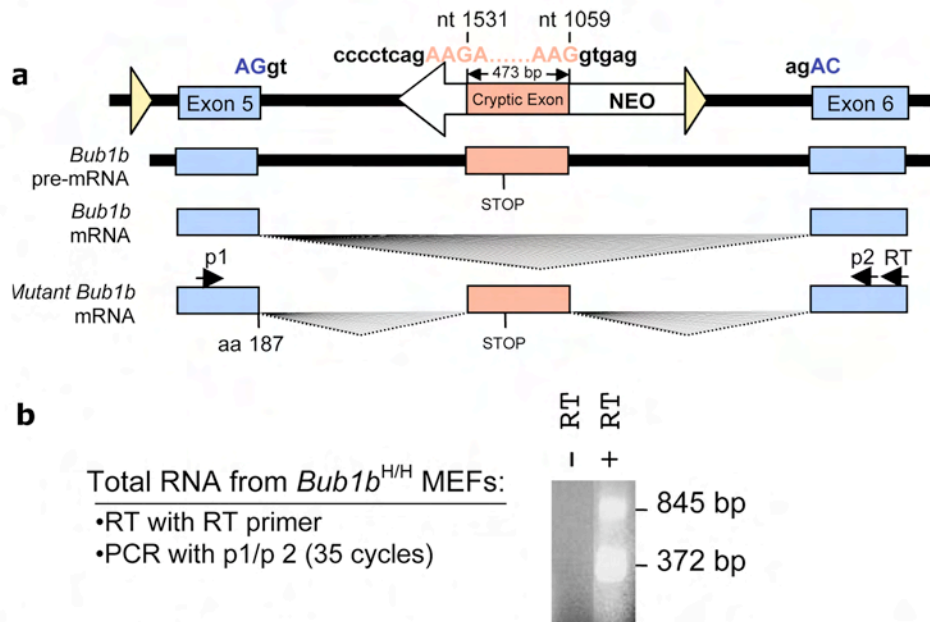 nt 1531 nt 1059
cccctcagAAGA......AAGgtgag
a
AGgt
473 bp
agAC
Exon 5
Cryptic Exon
NEO
Exon 6
Bub1b
pre-mRNA
STOP
Bub1b
mRNA
p1
p2 RT
Mutant Bub1b
mRNA
aa 187
STOP
b
RT RT
- +
Total RNA from Bub1b^H/H MEFs:
•RT with RT primer
•PCR with p1/p 2 (35 cycles)
845 bp
372 bp